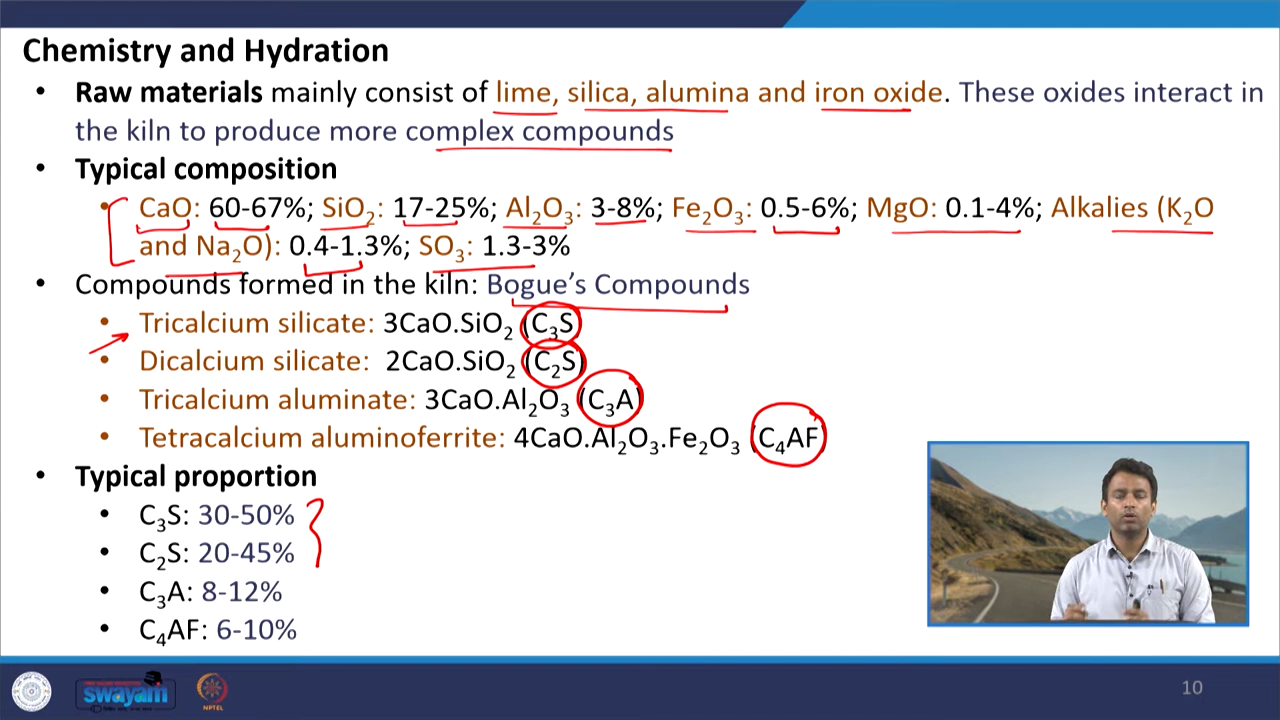 Chemistry and Hydration
• Raw materials mainly consist of lime, silica, alumina and iron oxide. These oxides interact in
the kiln to produce more complex compounds
• Typical composition
• CaO: 60-67%; SiO₂: 17-25%; Al₂O₃: 3-8%; Fe₂O₃: 0.5-6%; MgO: 0.1-4%; Alkalies (K₂O
and Na₂O): 0.4-1.3%; SO₃: 1.3-3%
• Compounds formed in the kiln: Bogue’s Compounds
• Tricalcium silicate: 3CaO.SiO₂ (C₃S)
• Dicalcium silicate: 2CaO.SiO₂ (C₂S)
• Tricalcium aluminate: 3CaO.Al₂O₃ (C₃A)
• Tetracalcium aluminoferrite: 4CaO.Al₂O₃.Fe₂O₃ (C₄AF)
• Typical proportion
• C₃S: 30-50%
• C₂S: 20-45%
• C₃A: 8-12%
• C₄AF: 6-10%
swayam
NPTEL
10